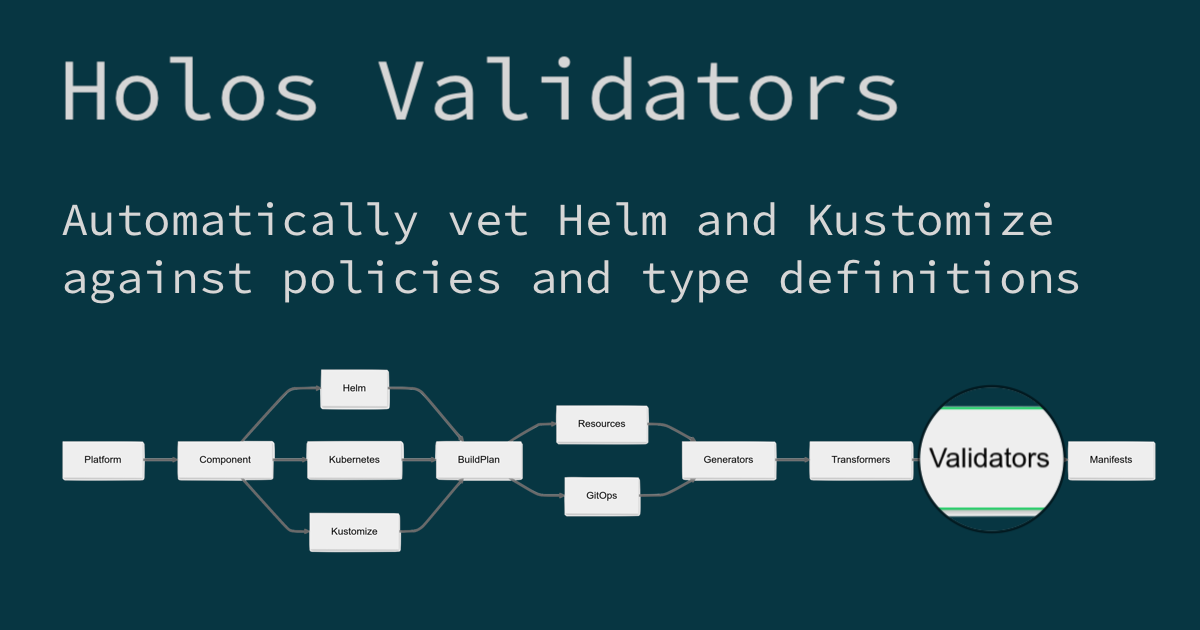 Holos Validators
Automatically vet Helm and Kustomize
against policies and type definitions
Platform
Component
Helm
Kubernetes
Kustomize
BuildPlan
Resources
GitOps
Generators
Transformers
Validators
Manifests